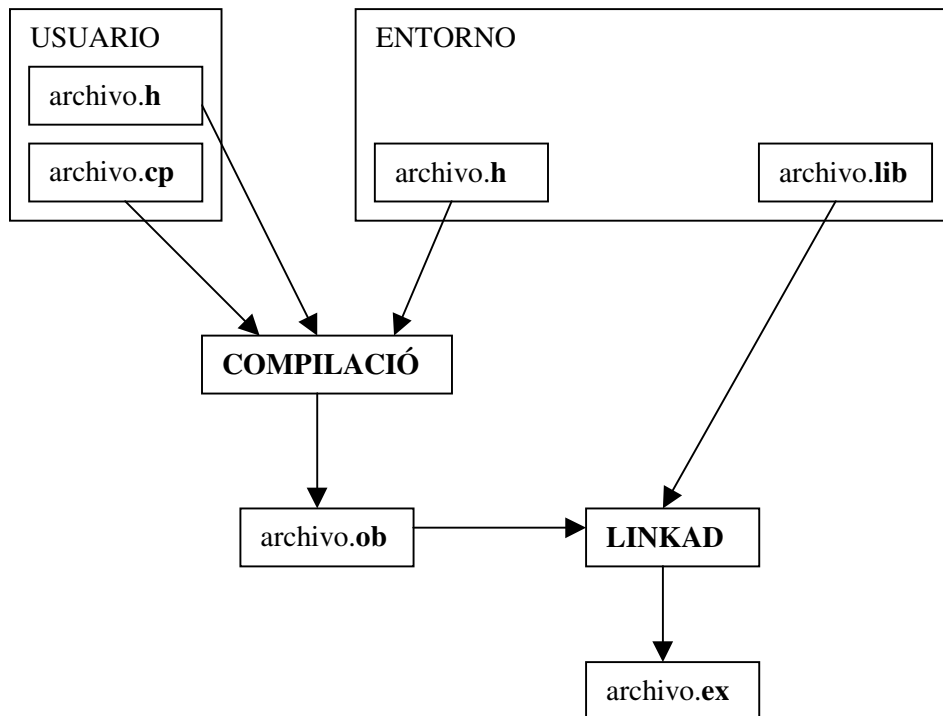 USUARIO
ENTORNO
archivo.h
archivo.cp
archivo.h
archivo.lib
COMPILACIÓ
archivo.ob
LINKAD
archivo.ex